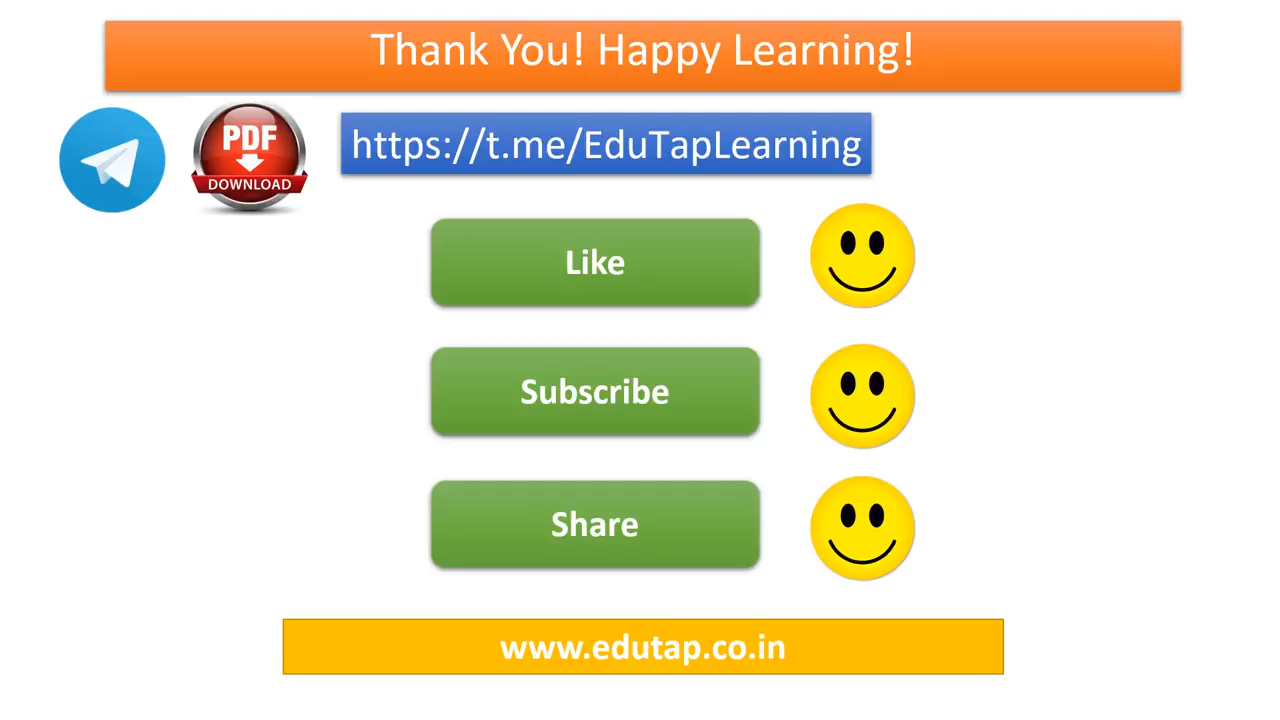 Thank You! Happy Learning!
PDF
DOWNLOAD
https://t.me/EduTapLearning
Like
Subscribe
Share
www.edutap.co.in